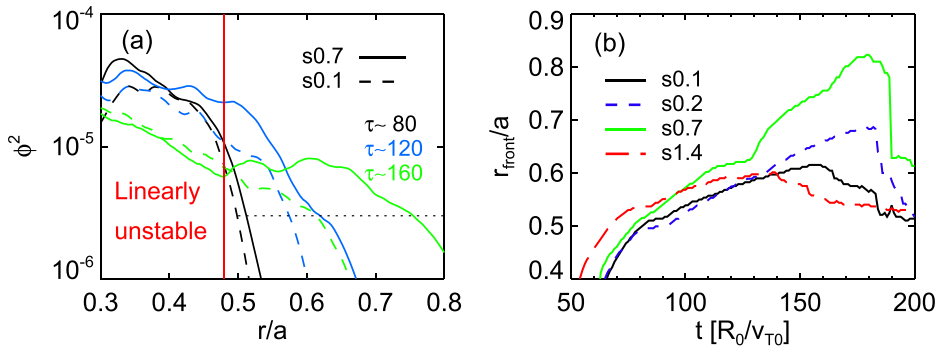 (a)
s0.7
s0.1
τ~ 80
τ~120
τ~160
Linearly
unstable
10⁻⁴
10⁻⁵
10⁻⁶
ϕ²
0.3 0.4 0.5 0.6 0.7 0.8
r/a
(b)
s0.1
s0.2
s0.7
s1.4
0.9
0.8
0.7
0.6
0.5
0.4
r_front/a
50 100 150 200
t [R₀/v_T0]